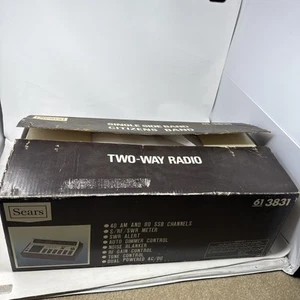 SINGLE SIDE BAND
CITIZENS BAND
TWO-WAY RADIO
Sears
61 3831
• 40 AM AND 80 SSB CHANNELS
• S/RF/SWR METER
• SWR ALERT
• AUTO DIMMER CONTROL
• NOISE BLANKER
• RF GAIN CONTROL
• TONE CONTROL
• DUAL POWERED AC/DC